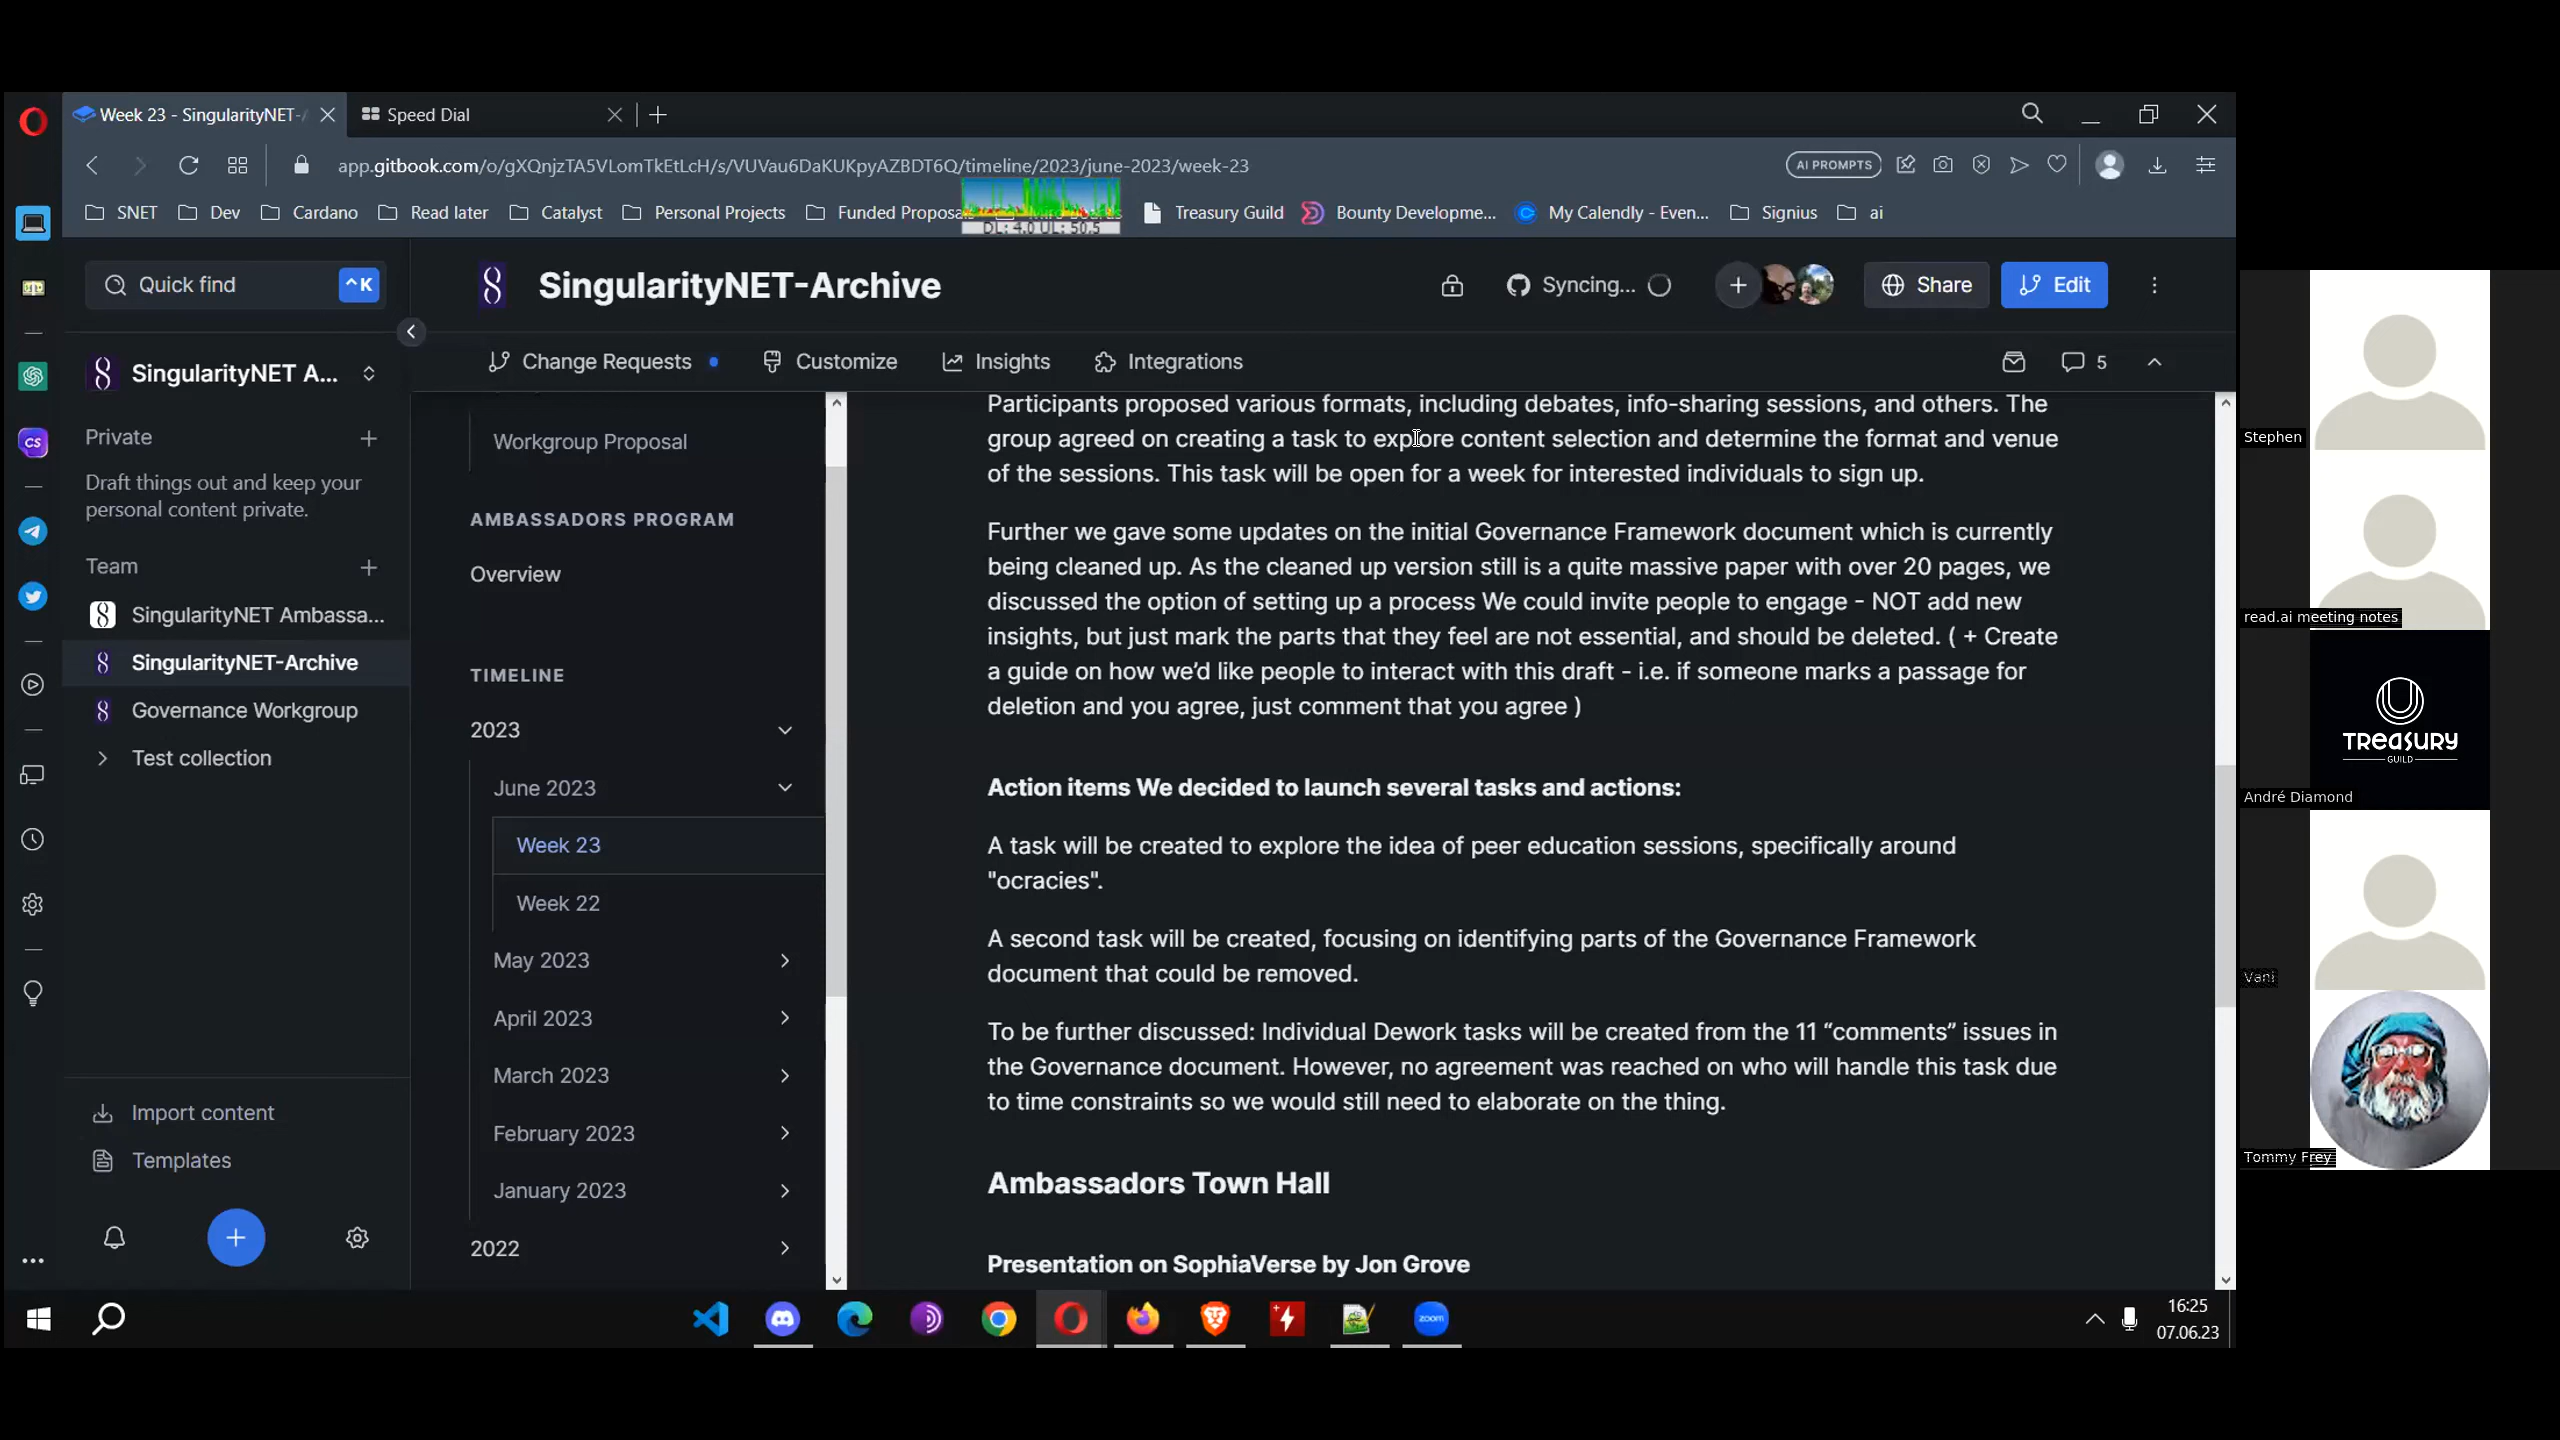 Week 23 - SingularityNET-
Speed Dial
app.gitbook.com/o/gXQnjzTA5VLomTkEtLcH/s/VUVau6DaKUKpyAZBDT6Q/timeline/2023/june-2023/week-23
AI PROMPTS
SNET
Dev
Cardano
Read later
Catalyst
Personal Projects
Funded Proposa
DL: 4.0 UL: 50.5
Treasury Guild
Bounty Developme...
My Calendly - Even...
Signius
ai
Quick find
^K
SingularityNET-Archive
Syncing...
Share
Edit
SingularityNET A...
Change Requests
Customize
Insights
Integrations
5
Private
Draft things out and keep your
personal content private.
Team
SingularityNET Ambassa...
SingularityNET-Archive
Governance Workgroup
Test collection
Import content
Templates
CS
Workgroup Proposal
AMBASSADORS PROGRAM
Overview
TIMELINE
2023
June 2023
Week 23
Week 22
May 2023
April 2023
March 2023
February 2023
January 2023
2022
Participants proposed various formats, including debates, info-sharing sessions, and others. The
group agreed on creating a task to explore content selection and determine the format and venue
of the sessions. This task will be open for a week for interested individuals to sign up.
Further we gave some updates on the initial Governance Framework document which is currently
being cleaned up. As the cleaned up version still is a quite massive paper with over 20 pages, we
discussed the option of setting up a process We could invite people to engage - NOT add new
insights, but just mark the parts that they feel are not essential, and should be deleted. ( + Create
a guide on how we’d like people to interact with this draft - i.e. if someone marks a passage for
deletion and you agree, just comment that you agree )
Action items We decided to launch several tasks and actions:
A task will be created to explore the idea of peer education sessions, specifically around
"ocracies".
A second task will be created, focusing on identifying parts of the Governance Framework
document that could be removed.
To be further discussed: Individual Dework tasks will be created from the 11 “comments” issues in
the Governance document. However, no agreement was reached on who will handle this task due
to time constraints so we would still need to elaborate on the thing.
Ambassadors Town Hall
Presentation on SophiaVerse by Jon Grove
Stephen
read.ai meeting notes
TREASURY
GUILD
André Diamond
Vani
Tommy Frey
zoom
16:25
07.06.23